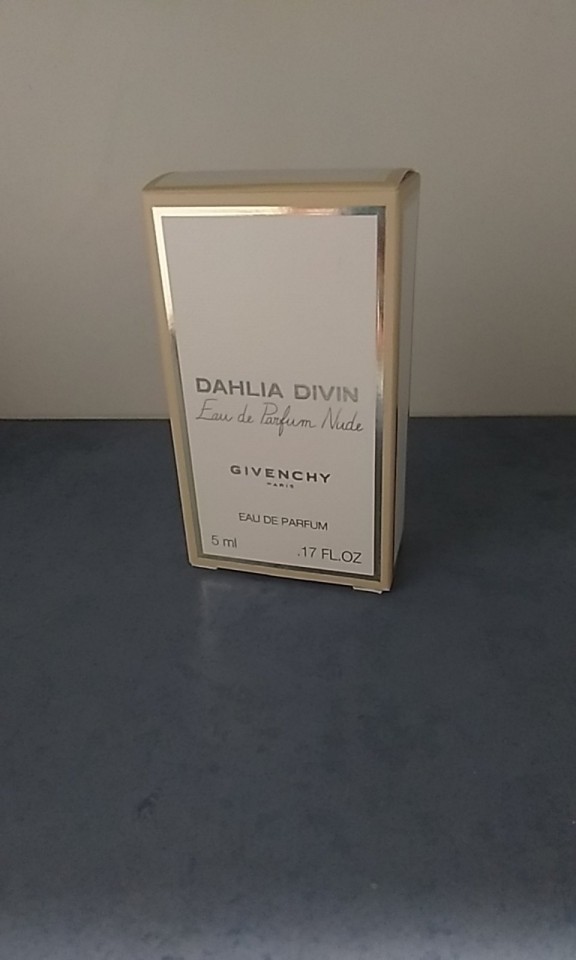 DAHLIA DIVIN
Eau de Parfum Nude
GIVENCHY
PARIS
EAU DE PARFUM
5 ml .17 FL.OZ